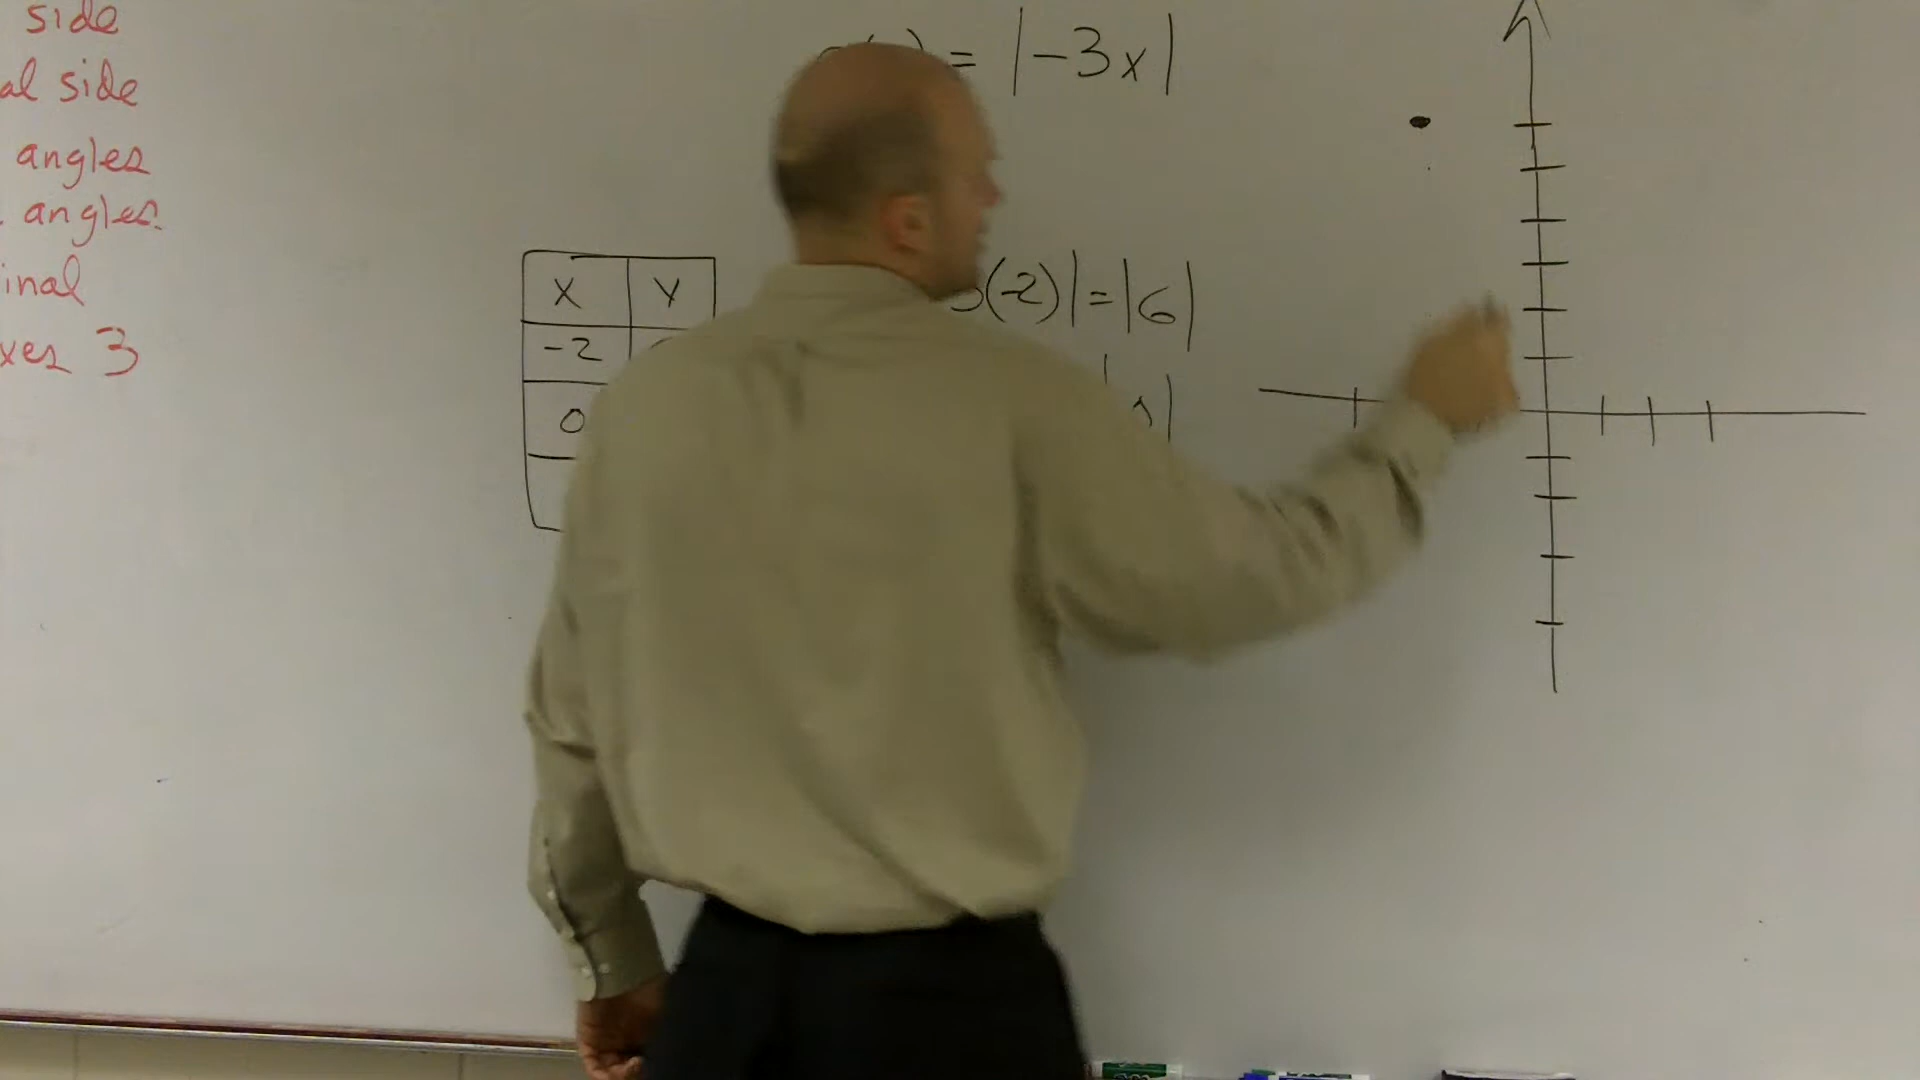 side
al side
angles
angles
inal
xes 3
= |-3x|
X Y
-2
0
(-2)| = |6|